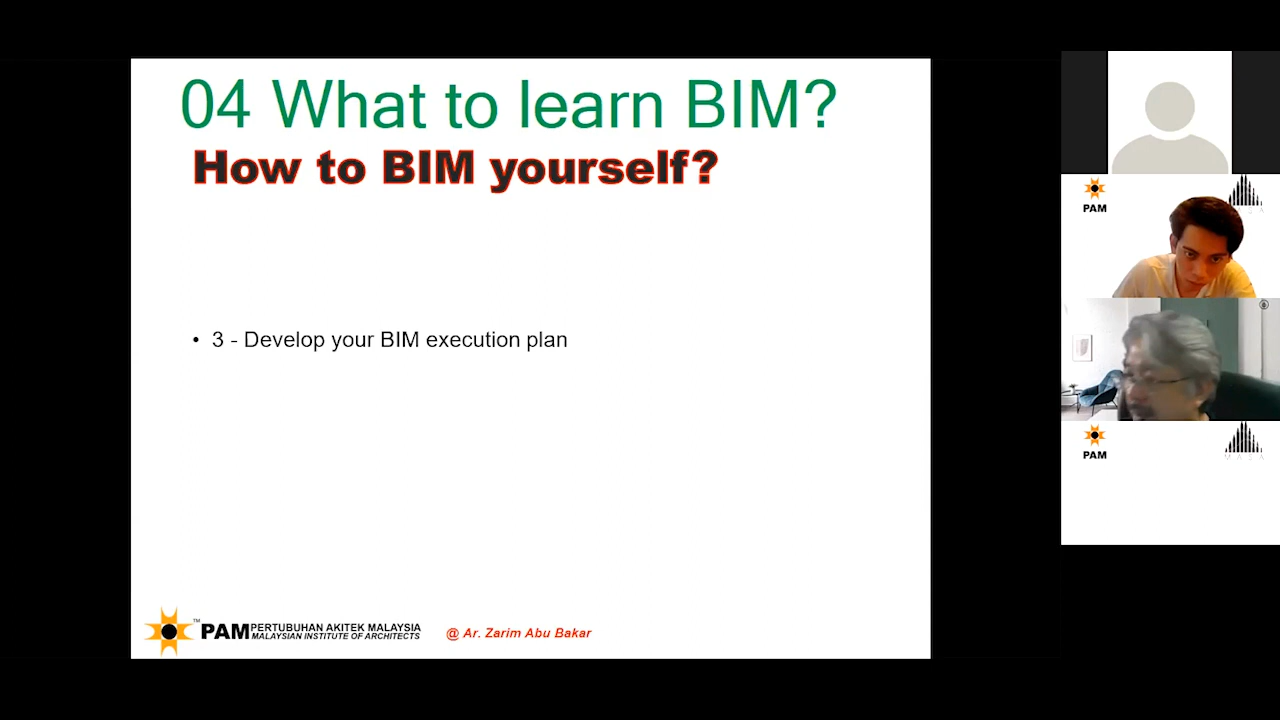 04 What to learn BIM?
How to BIM yourself?
• 3 - Develop your BIM execution plan
PAM PERTUBUHAN AKITEK MALAYSIA
MALAYSIAN INSTITUTE OF ARCHITECTS
™
@ Ar. Zarim Abu Bakar
PAM
PAM